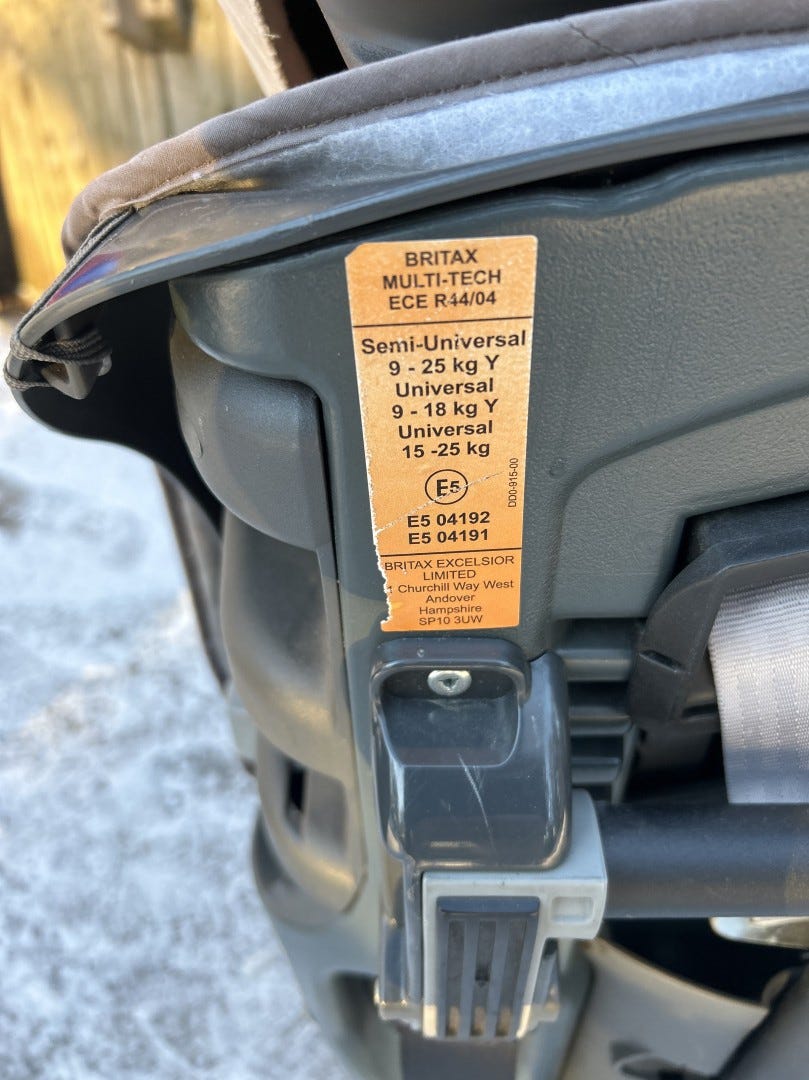 BRITAX
MULTI-TECH
ECE R44/04
Semi-Universal
9 - 25 kg Y
Universal
9 - 18 kg Y
Universal
15 -25 kg
E5
DD0-915-00
E5 04192
E5 04191
BRITAX EXCELSIOR
LIMITED
1 Churchill Way West
Andover
Hampshire
SP10 3UW